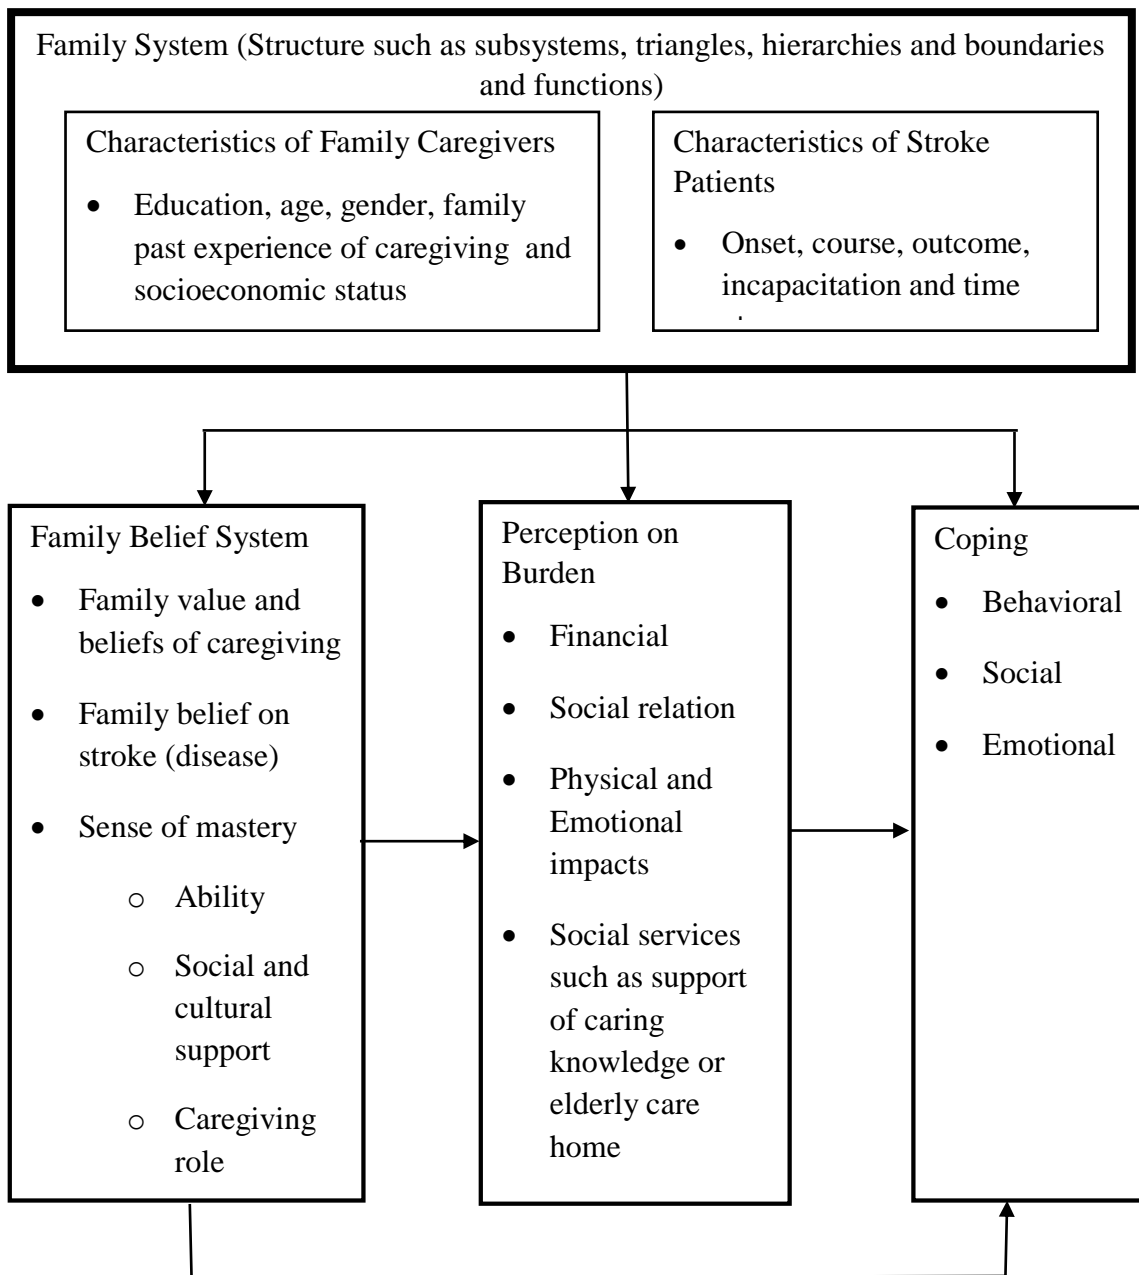 Family System (Structure such as subsystems, triangles, hierarchies and boundaries
and functions)
Characteristics of Family Caregivers
• Education, age, gender, family
past experience of caregiving and
socioeconomic status
Characteristics of Stroke
Patients
• Onset, course, outcome,
incapacitation and time
Family Belief System
• Family value and
beliefs of caregiving
• Family belief on
stroke (disease)
• Sense of mastery
o Ability
o Social and
cultural
support
o Caregiving
role
Perception on
Burden
• Financial
• Social relation
• Physical and
Emotional
impacts
• Social services
such as support
of caring
knowledge or
elderly care
home
Coping
• Behavioral
• Social
• Emotional